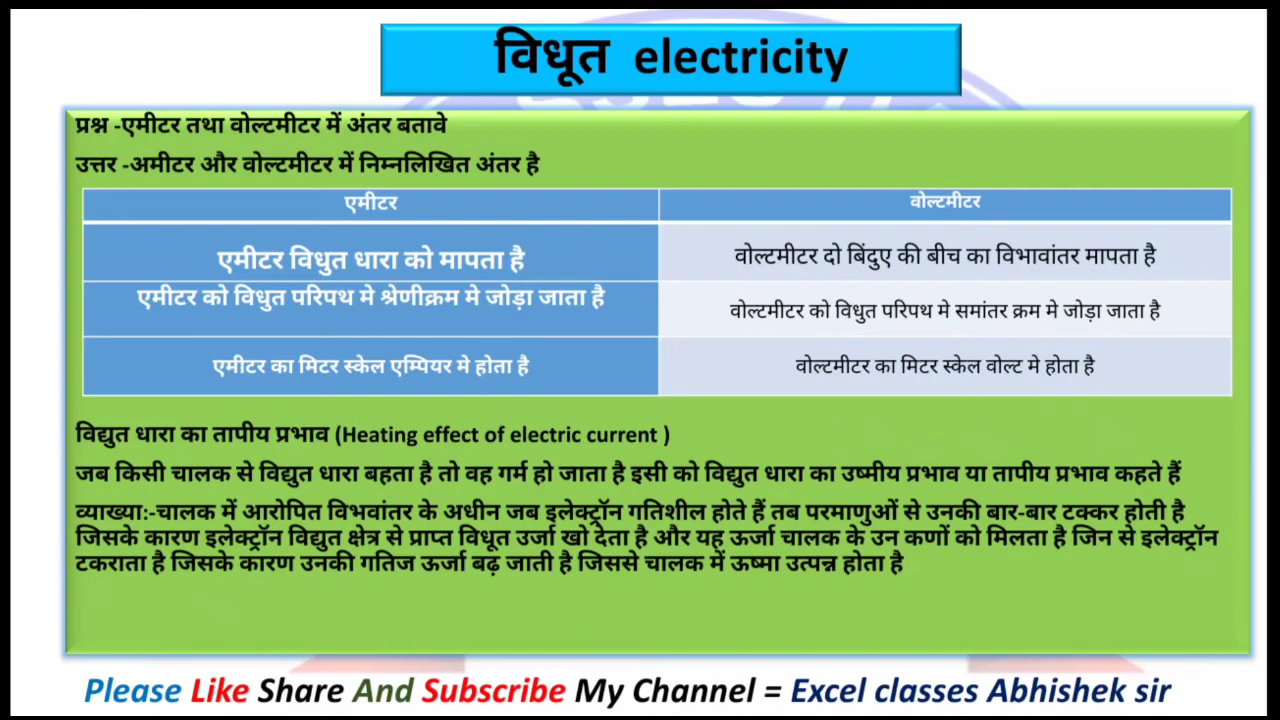 विधूत electricity
प्रश्न -एमीटर तथा वोल्टमीटर में अंतर बतावे
उत्तर -अमीटर और वोल्टमीटर में निम्नलिखित अंतर है
एमीटर वोल्टमीटर
एमीटर विधुत धारा को मापता है वोल्टमीटर दो बिंदुए की बीच का विभावांतर मापता है
एमीटर को विधुत परिपथ मे श्रेणीक्रम मे जोड़ा जाता है वोल्टमीटर को विधुत परिपथ मे समांतर क्रम मे जोड़ा जाता है
एमीटर का मिटर स्केल एम्पियर मे होता है वोल्टमीटर का मिटर स्केल वोल्ट मे होता है
विद्युत धारा का तापीय प्रभाव (Heating effect of electric current )
जब किसी चालक से विद्युत धारा बहता है तो वह गर्म हो जाता है इसी को विद्युत धारा का उष्मीय प्रभाव या तापीय प्रभाव कहते हैं
व्याख्या:-चालक में आरोपित विभवांतर के अधीन जब इलेक्ट्रॉन गतिशील होते हैं तब परमाणुओं से उनकी बार-बार टक्कर होती है
जिसके कारण इलेक्ट्रॉन विद्युत क्षेत्र से प्राप्त विधूत उर्जा खो देता है और यह ऊर्जा चालक के उन कणों को मिलता है जिन से इलेक्ट्रॉन
टकराता है जिसके कारण उनकी गतिज ऊर्जा बढ़ जाती है जिससे चालक में ऊष्मा उत्पन्न होता है
Please Like Share And Subscribe My Channel = Excel classes Abhishek sir